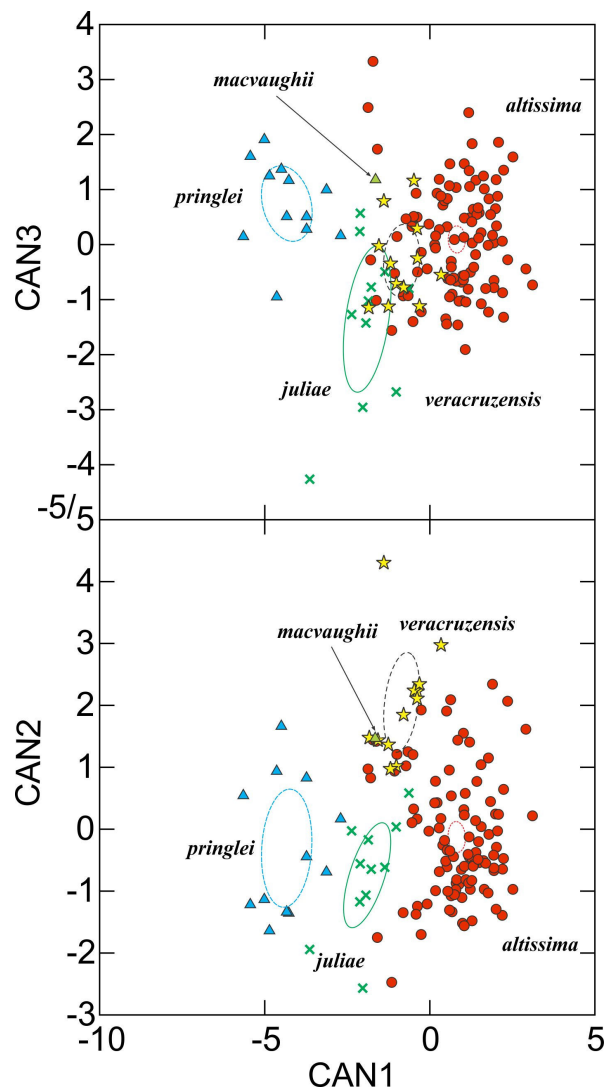 4
macvaughii
altissima
3
2
1
pringlei
0
CAN3
-1
-2
juliae
veracruzensis
-3
-4
-5/
5
4
veracruzensis
macvaughii
3
2
CAN2
1
0
pringlei
-1
altissima
juliae
-2
-3
-10 -5 0 5
CAN1